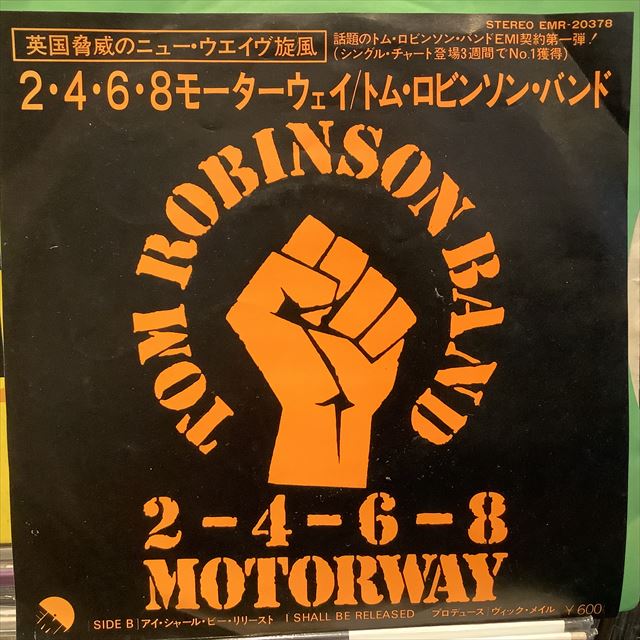 STEREO EMR-20378
英国脅威のニュー・ウエイヴ旋風
話題のトム・ロビンソン・バンドEMI契約第一弾!
(シングル・チャート登場3週間でNo.1獲得)
2・4・6・8モーターウェイ/トム・ロビンソン・バンド
TOM ROBINSON BAND
2-4-6-8
MOTORWAY
SIDE B アイ・シャール・ビー・リリースト I SHALL BE RELEASED プロデュース ヴィック・メイル ¥600